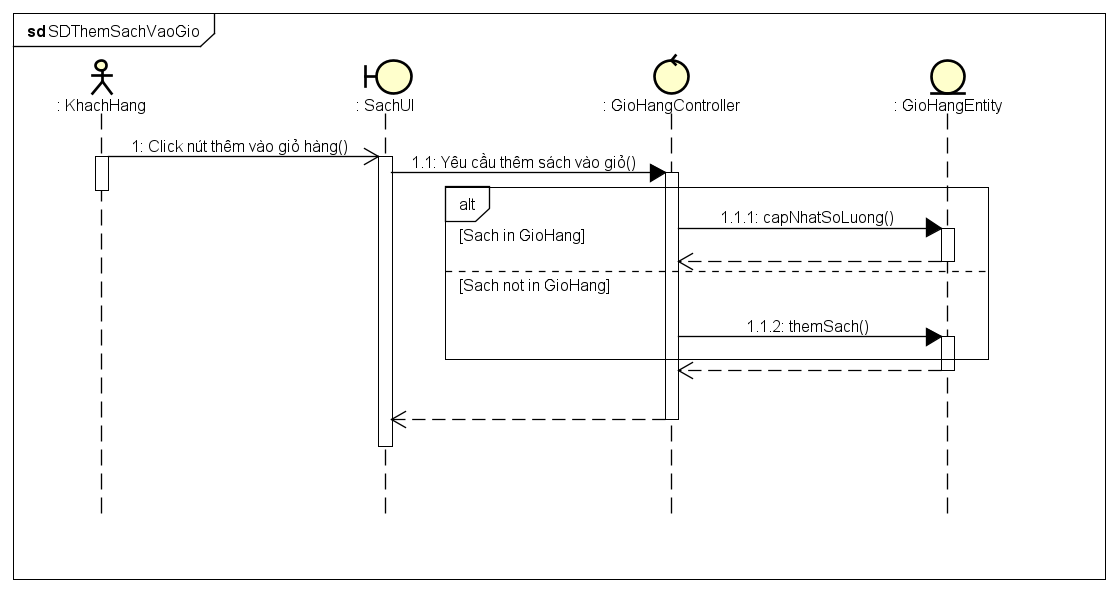 sd SDThemSachVaoGio
: KhachHang
: SachUI
: GioHangController
: GioHangEntity
1: Click nút thêm vào giỏ hàng()
1.1: Yêu cầu thêm sách vào giỏ()
alt
1.1.1: capNhatSoLuong()
[Sach in GioHang]
[Sach not in GioHang]
1.1.2: themSach()